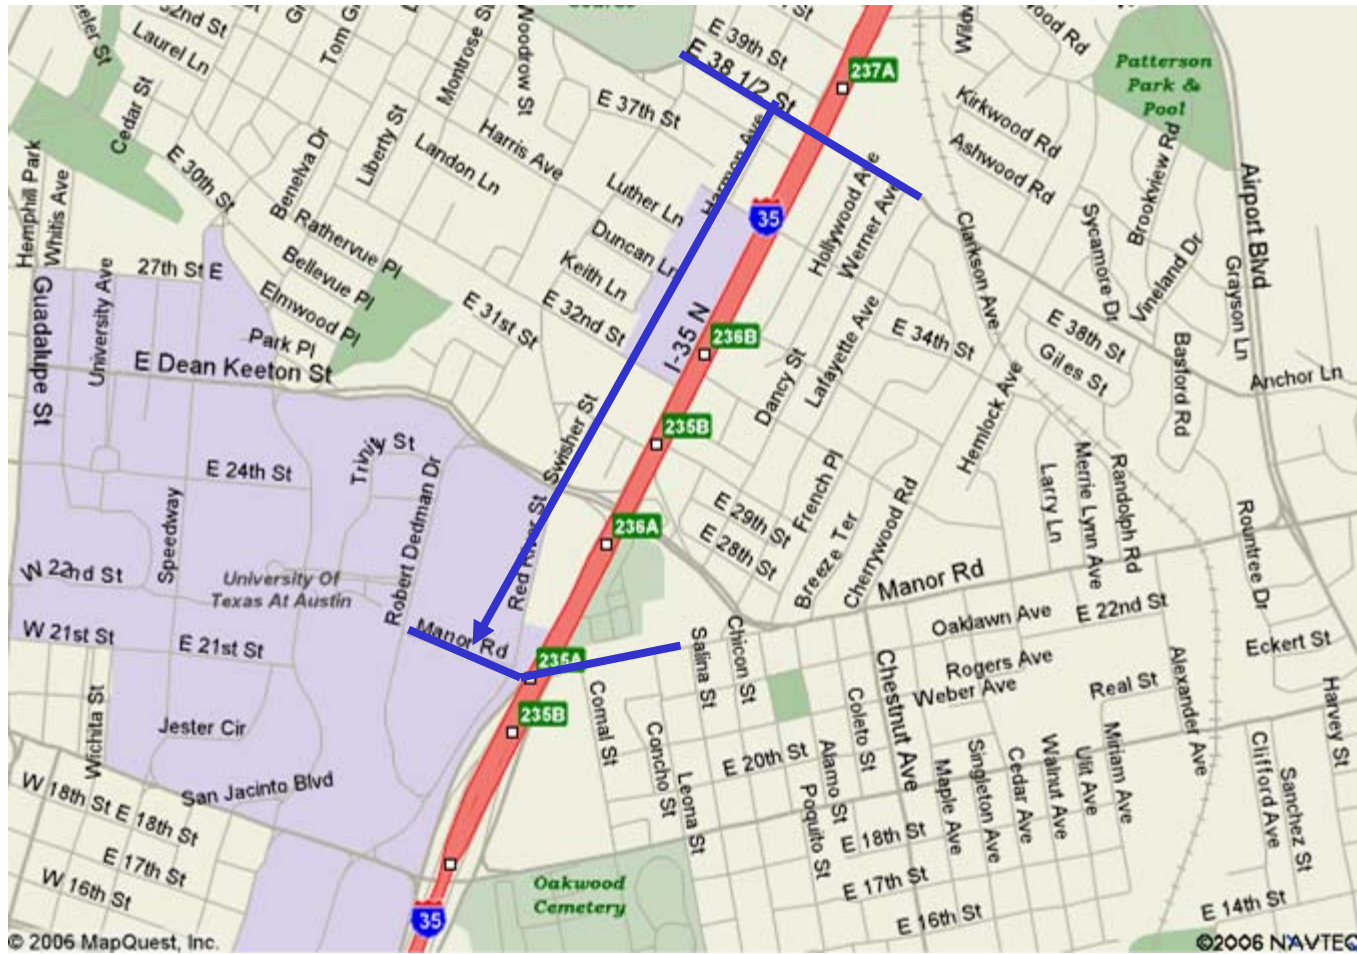 32nd St
Laurel Ln
Cedar St
Tom G
Montrose St
Woodrow St
E 39th St
E 38 1/2 St
237A
Wood Rd
Patterson
Park &
Pool
Kirkwood Rd
Ashwood Rd
Brookview Rd
Airport Blvd
E 37th St
Harris Ave
Landon Ln
Liberty St
Benelva Dr
E 30th St
Hemphill Park
Whitis Ave
Luther Ln
Harmon Ave
35
Hollywood Ave
Werner Ave
Clarkson Ave
Sycamore Dr
Vineland Dr
Grayson Ln
Rathervue Pl
Bellevue Pl
Elmwood Pl
Park Pl
Duncan Ln
Keith Ln
E 32nd St
E 31st St
27th St E
University Ave
Guadalupe St
E Dean Keeton St
I-35 N
236B
Lafayette Ave
Dancy St
E 34th St
E 38th St
Giles St
Basford Rd
Anchor Ln
Hemlock Ave
235B
Swisher St
Trinity St
E 24th St
Speedway
Robert Dedman Dr
Red River St
236A
E 29th St
E 28th St
French Pl
Breeze Ter
Cherrywood Rd
Larry Ln
Merrie Lynn Ave
Randolph Rd
Rountree Dr
W 22nd St
University Of
Texas At Austin
Manor Rd
Manor Rd
W 21st St
E 21st St
235A
Salina St
Chicon St
Oaklawn Ave
E 22nd St
Eckert St
Rogers Ave
Weber Ave
Real St
Alexander Ave
Harvey St
Wichita St
Jester Cir
235B
Comal St
Concho St
Leona St
E 20th St
Coleto St
Chestnut Ave
Alamo St
Poquito St
Maple Ave
Singleton Ave
Cedar Ave
Walnut Ave
Ulit Ave
Miriam Ave
Clifford Ave
Sanchez St
San Jacinto Blvd
W 18th St
E 18th St
E 17th St
W 16th St
E 18th St
E 17th St
E 16th St
E 14th St
Oakwood
Cemetery
35
© 2006 MapQuest, Inc.
©2006 NAVTEQ